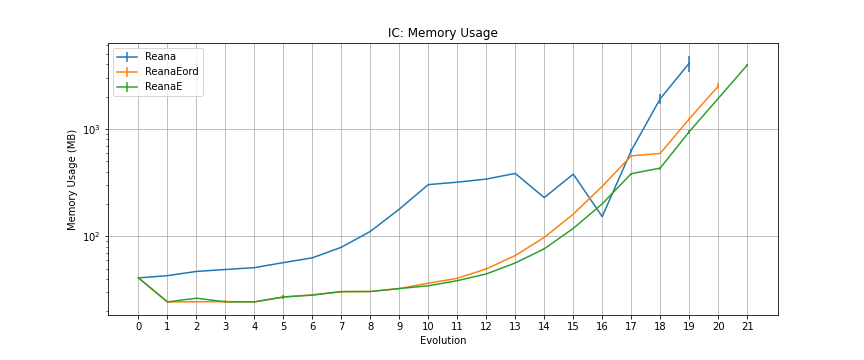 IC: Memory Usage
Reana
ReanaEord
ReanaE
Memory Usage (MB)
10³
10²
0 1 2 3 4 5 6 7 8 9 10 11 12 13 14 15 16 17 18 19 20 21
Evolution